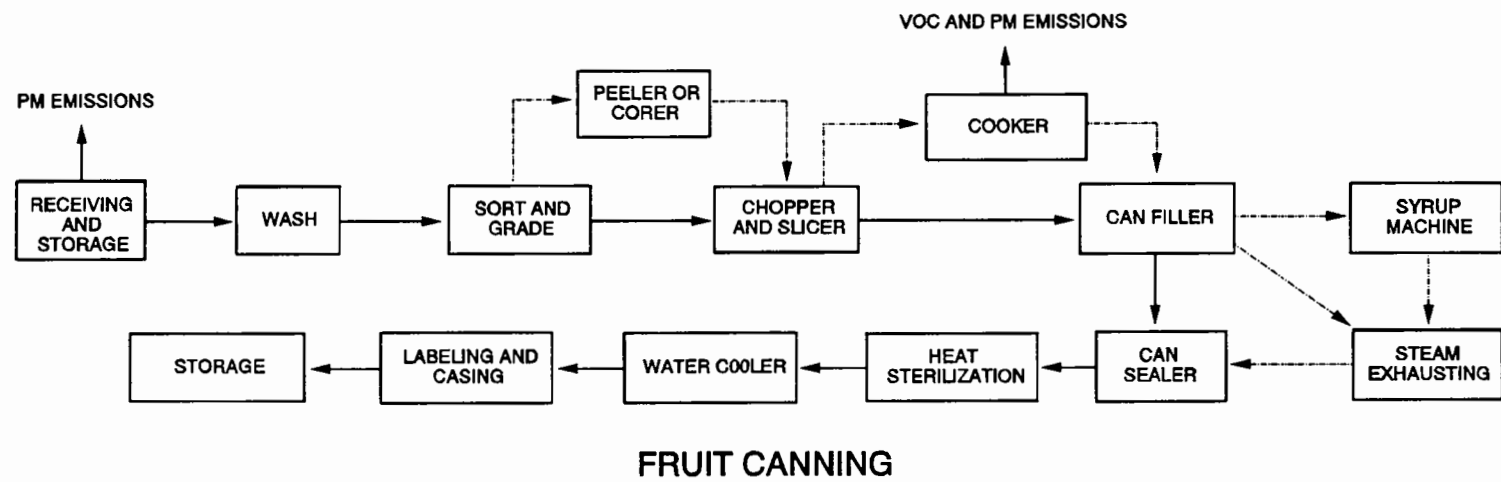 VOC AND PM EMISSIONS
PM EMISSIONS
PEELER OR
CORER
COOKER
RECEIVING
AND
STORAGE
WASH
SORT AND
GRADE
CHOPPER
AND SLICER
CAN FILLER
SYRUP
MACHINE
STORAGE
LABELING AND
CASING
WATER C00LER
HEAT
STERILIZATION
CAN
SEALER
STEAM
EXHAUSTING
FRUIT CANNING